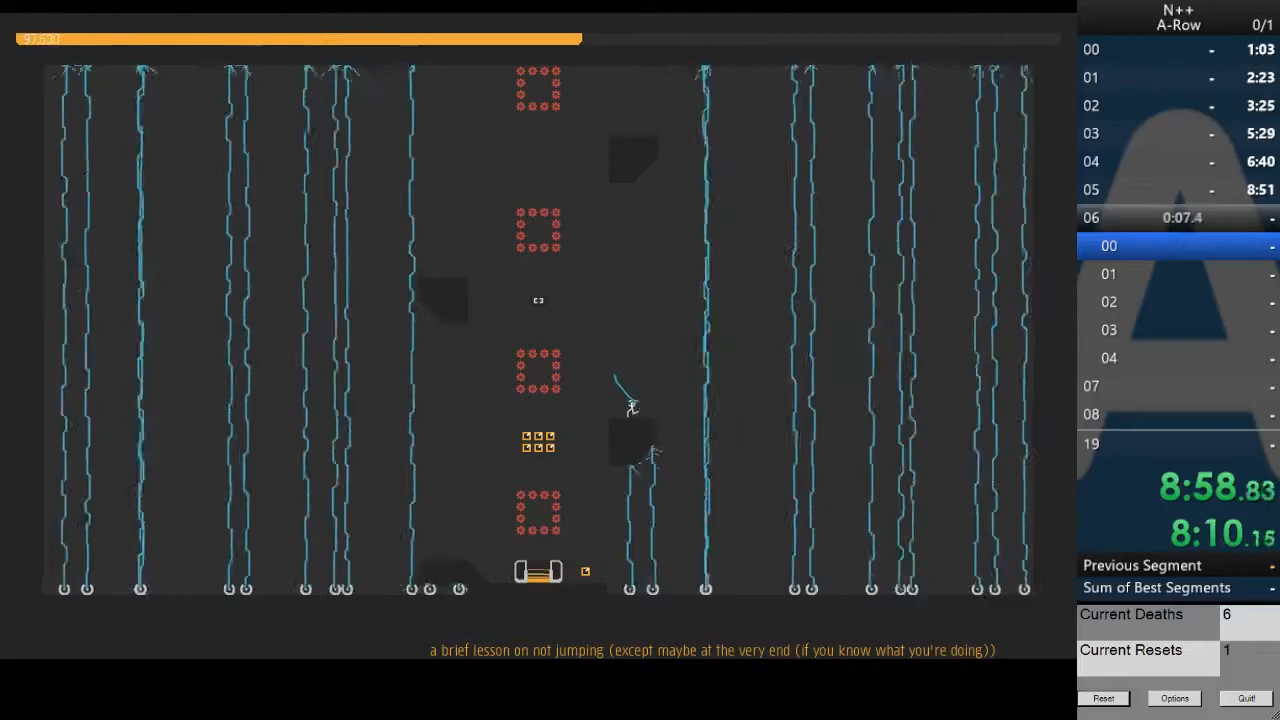 97.500
a brief lesson on not jumping (except maybe at the very end (if you know what you're doing))
N++
A-Row 0/1
00 - 1:03
01 - 2:23
02 - 3:25
03 - 5:29
04 - 6:40
05 - 8:51
06 0:07.4 -
00 -
01 -
02 -
03 -
04 -
07 -
08 -
19 -
8:58.83
8:10.15
Previous Segment -
Sum of Best Segments -
Current Deaths 6
Current Resets 1
Reset Options Quit!